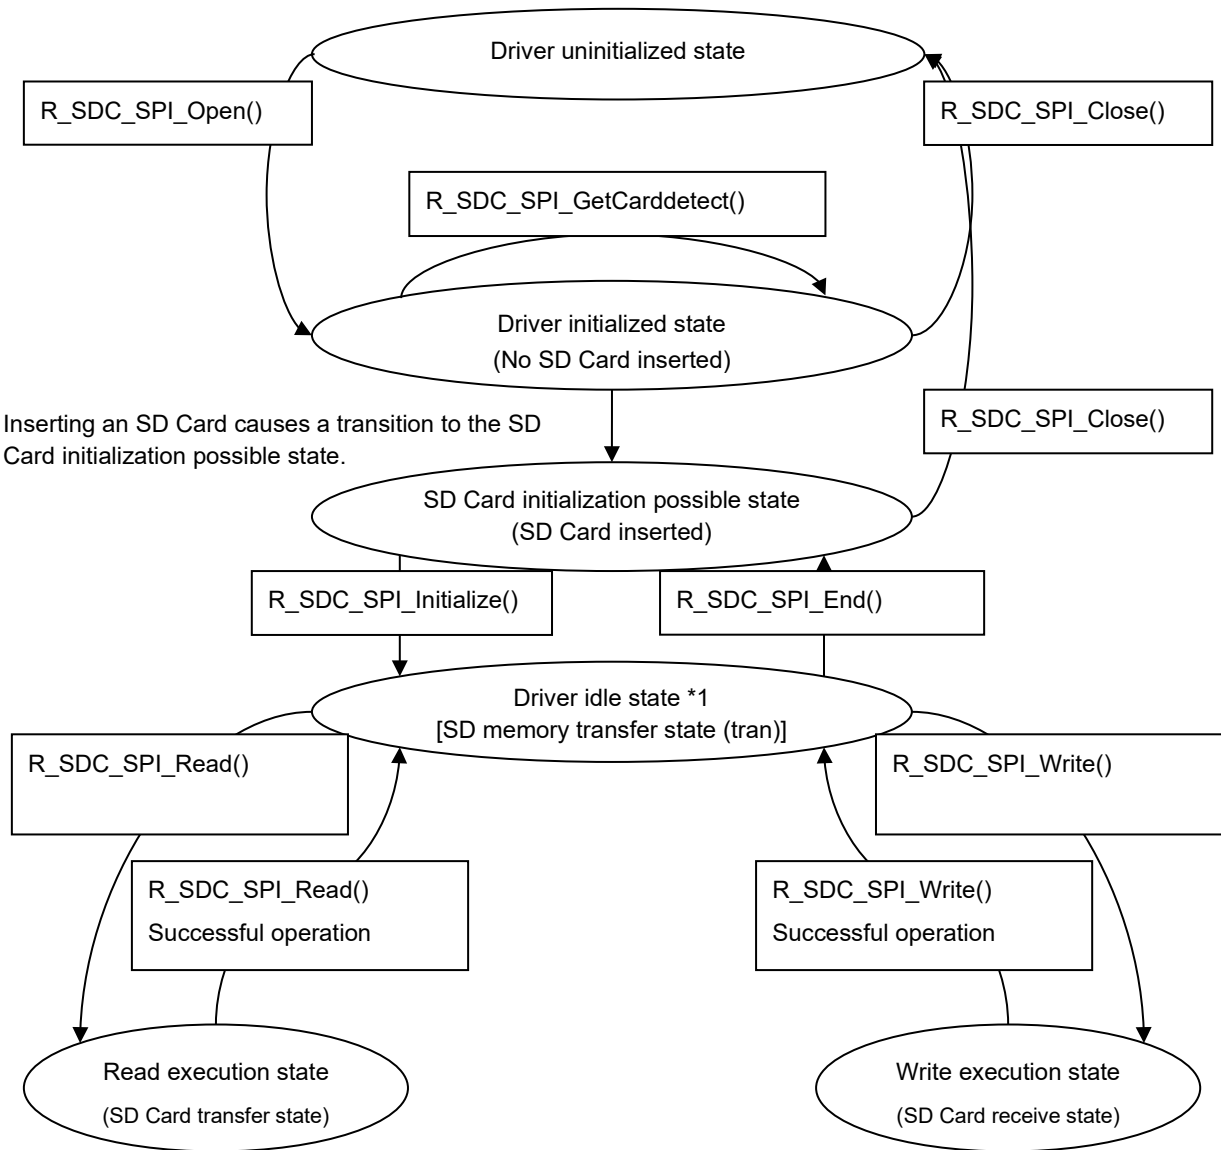 Driver uninitialized state
R_SDC_SPI_Open()
R_SDC_SPI_Close()
R_SDC_SPI_GetCarddetect()
Driver initialized state
(No SD Card inserted)
Inserting an SD Card causes a transition to the SD
Card initialization possible state.
R_SDC_SPI_Close()
SD Card initialization possible state
(SD Card inserted)
R_SDC_SPI_Initialize()
R_SDC_SPI_End()
Driver idle state *1
[SD memory transfer state (tran)]
R_SDC_SPI_Read()
R_SDC_SPI_Write()
R_SDC_SPI_Read()
Successful operation
R_SDC_SPI_Write()
Successful operation
Read execution state
(SD Card transfer state)
Write execution state
(SD Card receive state)